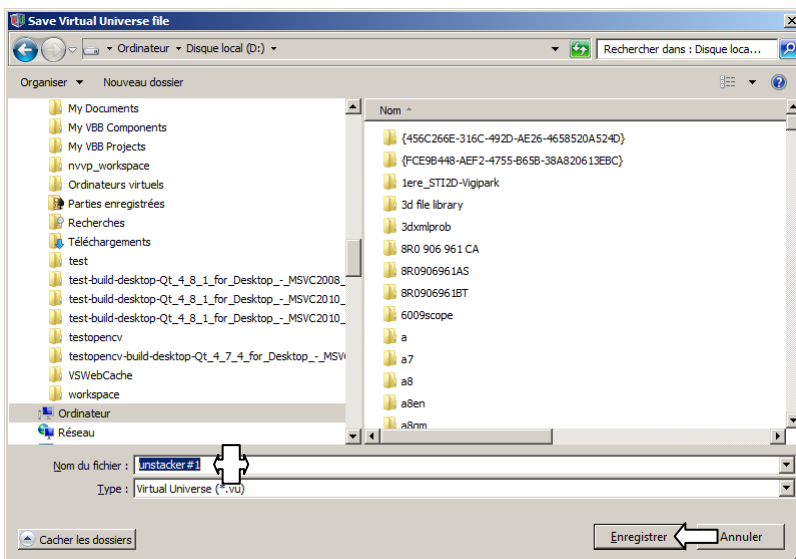 Save Virtual Universe file
Ordinateur Disque local (D:)
Rechercher dans : Disque loca...
Organiser Nouveau dossier
My Documents
My VBB Components
My VBB Projects
nvvp_workspace
Ordinateurs virtuels
Parties enregistrées
Recherches
Téléchargements
test
test-build-desktop-Qt_4_8_1_for_Desktop_-_MSVC2008_
test-build-desktop-Qt_4_8_1_for_Desktop_-_MSVC2010_
test-build-desktop-Qt_4_8_1_for_Desktop_-_MSVC2010_
testopencv
testopencv-build-desktop-Qt_4_7_4_for_Desktop_-_MSV
VSWebCache
workspace
Ordinateur
Réseau
Nom
{456C266E-316C-492D-AE26-4658520A524D}
{FCE9B448-AEF2-4755-B65B-38A820613EBC}
1ere_STI2D-Vigipark
3d file library
3dxmlprob
8R0 906 961 CA
8R0906961AS
8R0906961BT
6009scope
a
a7
a8
a8en
a8gm
Nom du fichier : unstacker#1
Type : Virtual Universe (*.vu)
Cacher les dossiers
Enregistrer
Annuler